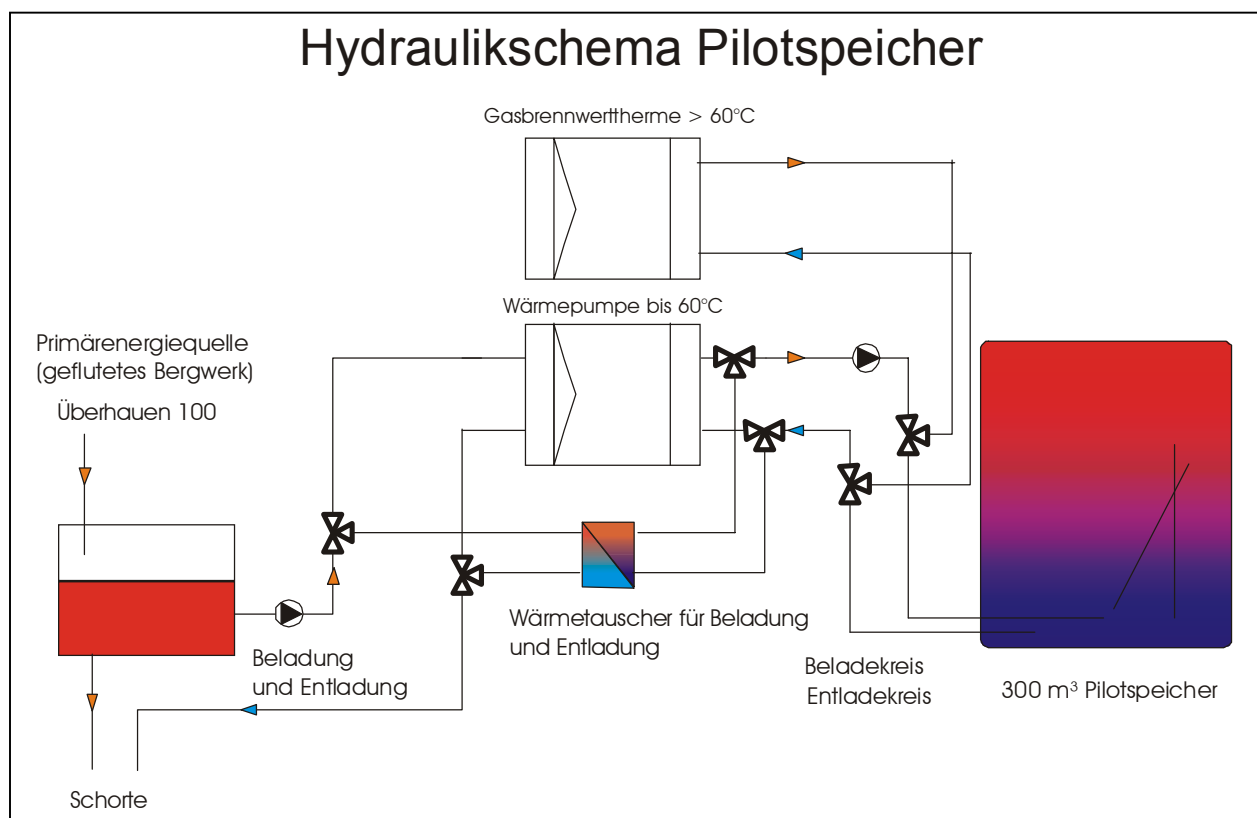 Hydraulikschema Pilotspeicher
Gasbrennwerttherme > 60°C
Wärmepumpe bis 60°C
Primärenergiequelle
(geflutetes Bergwerk)
Überhauen 100
Wärmetauscher für Beladung
und Entladung
Beladung
und Entladung
Beladekreis
Entladekreis
300 m³ Pilotspeicher
Schorte